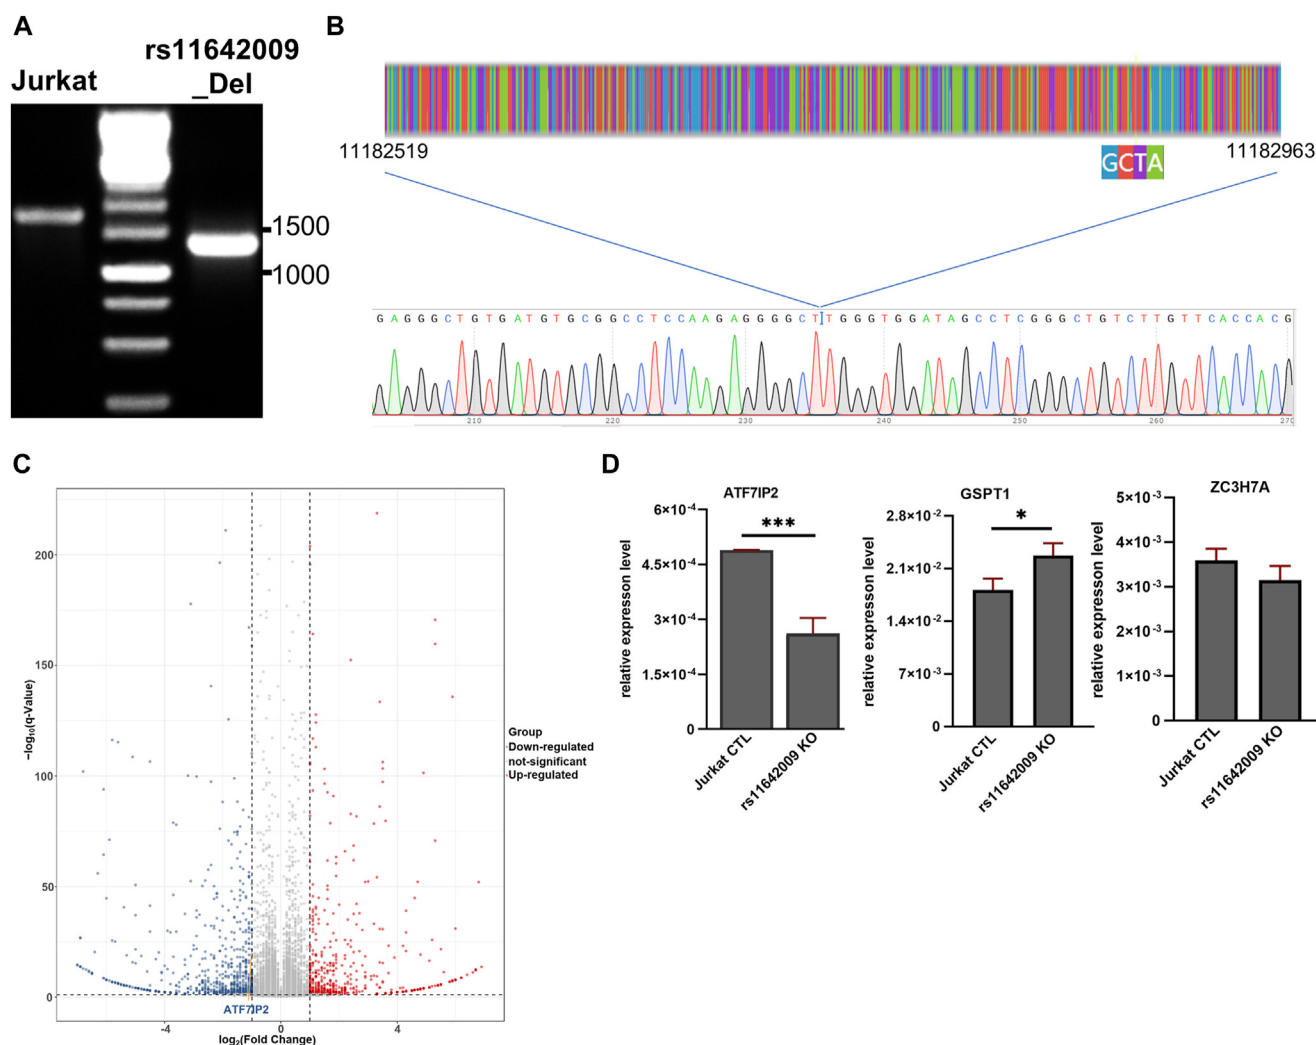 A
Jurkat
rs11642009
_Del
1500
1000
B
11182519
11182963
GCTA
GAGGGCTGTGATGTGCGGCCTCCAAGAGGGGCTTGGGTGGATAGCCTCGGGCTGTCTTGTTCACCACG
210 220 230 240 250 260 270
C
−log10(q-Value)
200
150
100
50
0
-4 0 4
log2(Fold Change)
ATF7IP2
Group
Down-regulated
not-significant
Up-regulated
D
ATF7IP2
relative expresson level
6×10-4
4.5×10-4
3×10-4
1.5×10-4
0
***
Jurkat CTL
rs11642009 KO
GSPT1
relative expresson level
2.8×10-2
2.1×10-2
1.4×10-2
7×10-3
0
*
Jurkat CTL
rs11642009 KO
ZC3H7A
relative expresson level
5×10-3
4×10-3
3×10-3
2×10-3
1×10-3
0
Jurkat CTL
rs11642009 KO